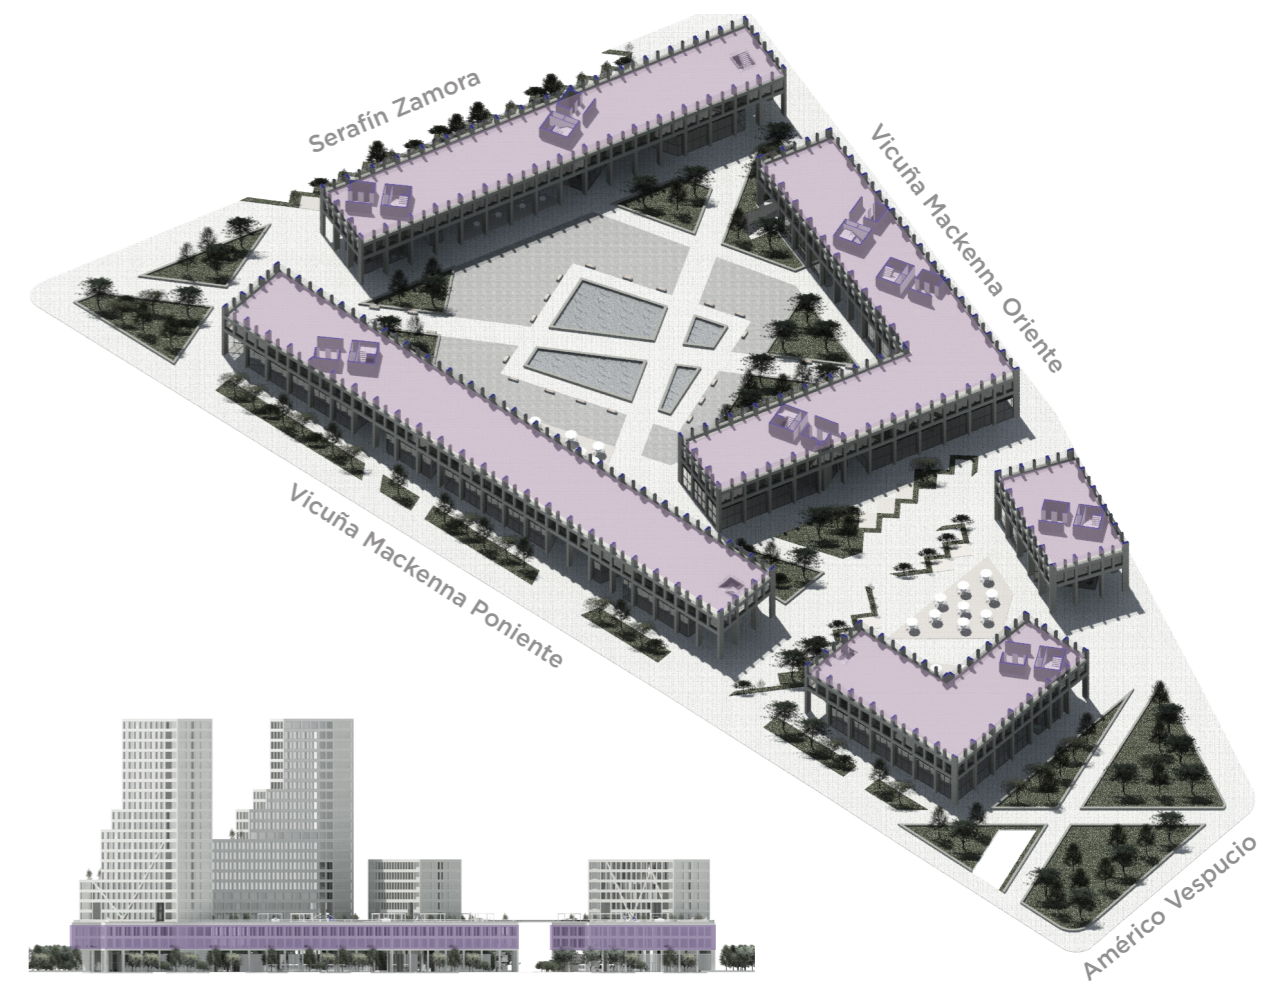 Serafín Zamora
Vicuña Mackenna Oriente
Vicuña Mackenna Poniente
Américo Vespucio